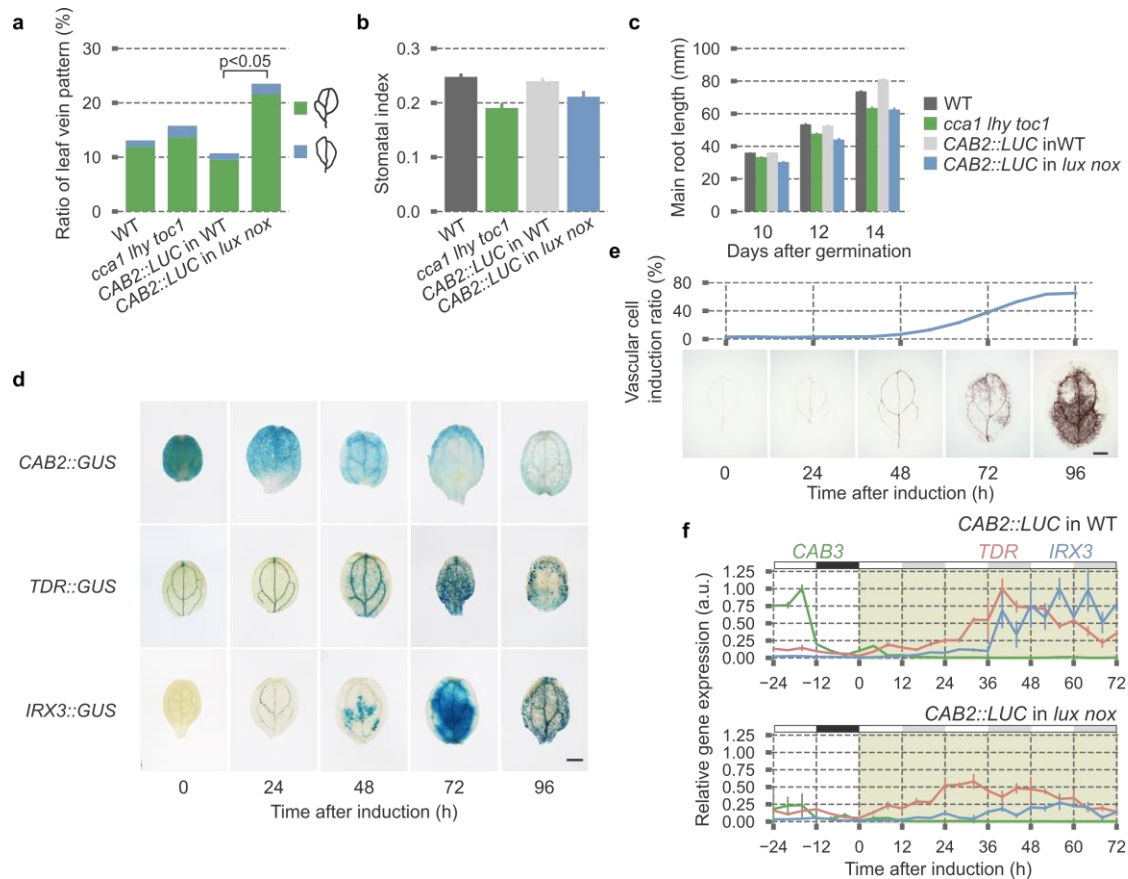 a
Ratio of leaf vein pattern (%)
30
20
10
0
p<0.05
WT
cca1 lhy toc1
CAB2::LUC in WT
CAB2::LUC in lux nox
b
Stomatal index
0.3
0.2
0.1
0.0
WT
cca1 lhy toc1
CAB2::LUC in WT
CAB2::LUC in lux nox
c
Main root length (mm)
100
80
60
40
20
0
10 12 14
Days after germination
WT
cca1 lhy toc1
CAB2::LUC inWT
CAB2::LUC in lux nox
d
CAB2::GUS
TDR::GUS
IRX3::GUS
0 24 48 72 96
Time after induction (h)
e
Vascular cell
induction ratio (%)
80
40
0
0 24 48 72 96
Time after induction (h)
f
CAB2::LUC in WT
CAB3 TDR IRX3
Relative gene expression (a.u.)
1.25
1.00
0.75
0.50
0.25
0.00
−24 −12 0 12 24 36 48 60 72
CAB2::LUC in lux nox
1.25
1.00
0.75
0.50
0.25
0.00
−24 −12 0 12 24 36 48 60 72
Time after induction (h)